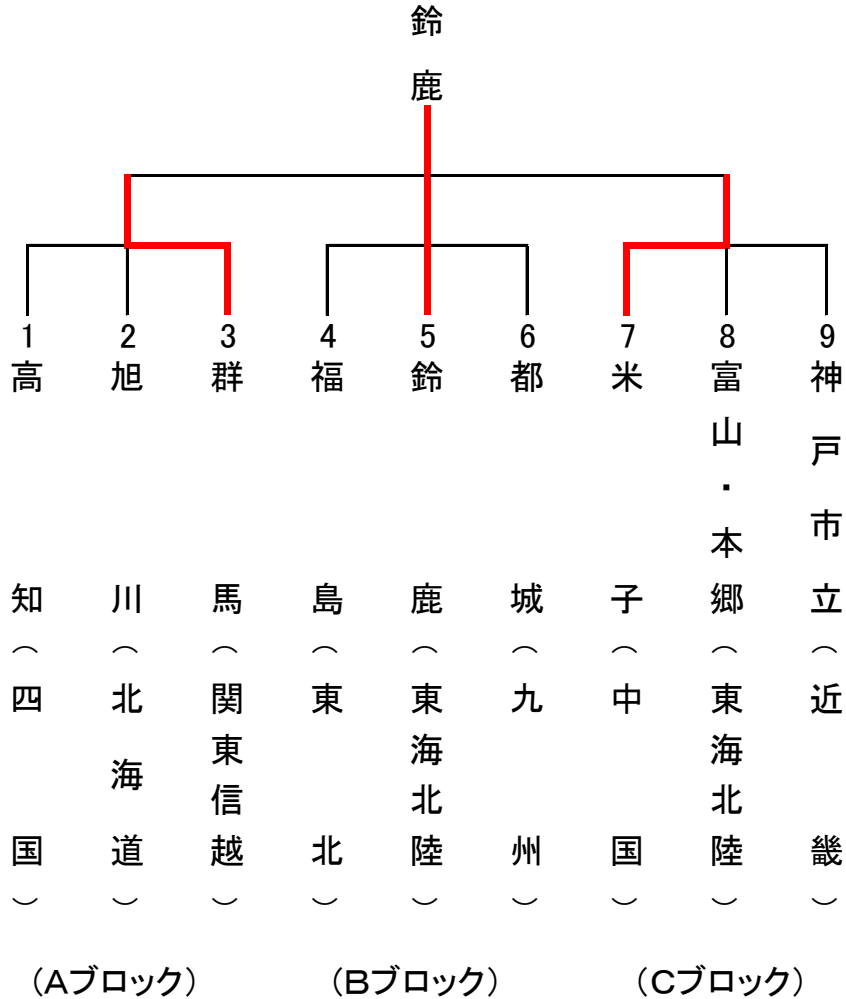 鈴鹿
1
高知(四国)
2
旭川(北海道)
3
群馬(関東信越)
4
福島(東北)
5
鈴鹿(東海北陸)
6
都城(九州)
7
米子(中国)
8
富山・本郷(東海北陸)
9
神戸市立(近畿)
(Aブロック)
(Bブロック)
(Cブロック)